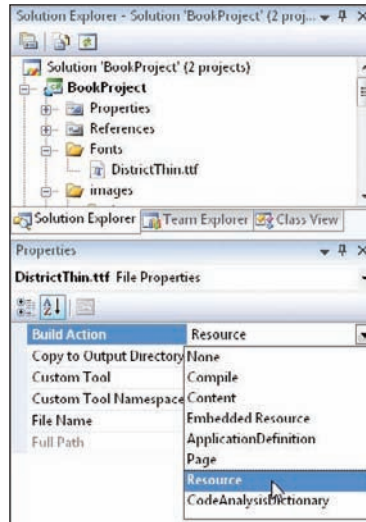 Solution Explorer - Solution 'BookProject' (2 proj...
Solution 'BookProject' (2 projects)
BookProject
Properties
References
Fonts
DistrictThin.ttf
images
Solution Explorer Team Explorer Class View
Properties
DistrictThin.ttf File Properties
Build Action Resource
Copy to Output Directory None
Custom Tool Compile
Custom Tool Namespace Content
File Name Embedded Resource
Full Path ApplicationDefinition
Page
Resource
CodeAnalysisDictionary